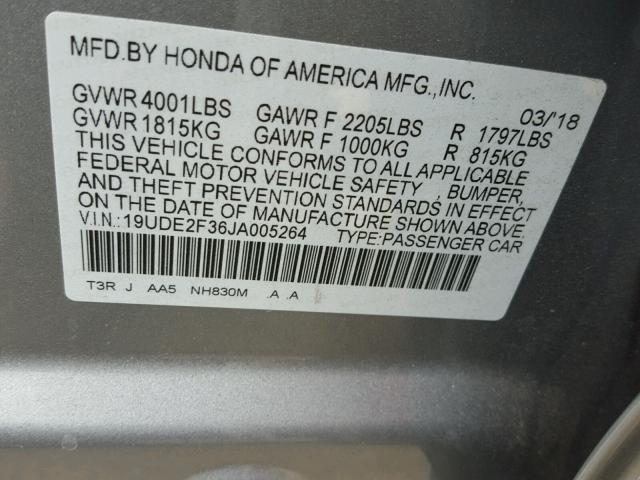 MFD.BY HONDA OF AMERICA MFG.,INC.
03/'18
GVWR 4001LBS GAWR F 2205LBS R 1797LBS
GVWR 1815KG GAWR F 1000KG R 815KG
THIS VEHICLE CONFORMS TO ALL APPLICABLE
FEDERAL MOTOR VEHICLE SAFETY , BUMPER,
AND THEFT PREVENTION STANDARDS IN EFFECT
ON THE DATE OF MANUFACTURE SHOWN ABOVE.
V.I.N.:19UDE2F36JA005264 TYPE:PASSENGER CAR
T3R J AA5 NH830M .A .A